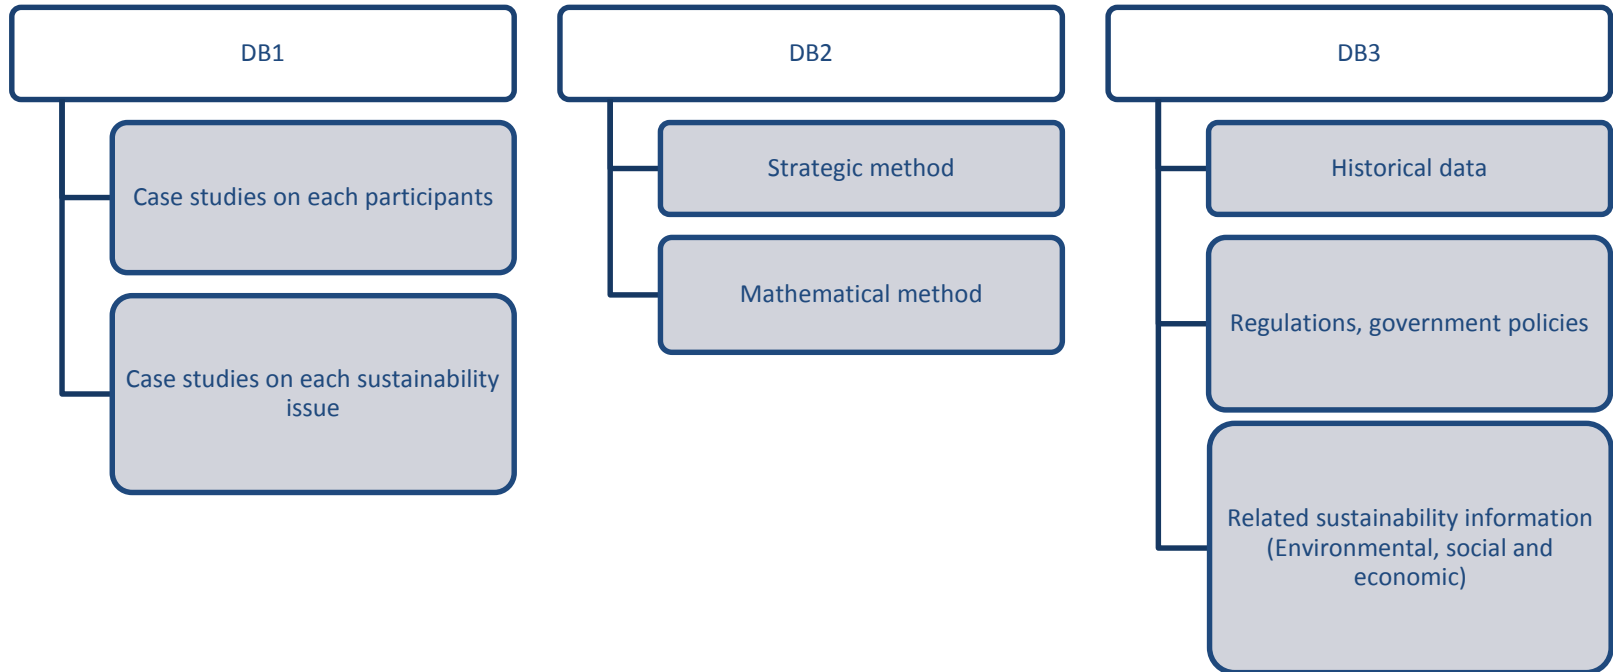 DB1
Case studies on each participants
Case studies on each sustainability
issue
DB2
Strategic method
Mathematical method
DB3
Historical data
Regulations, government policies
Related sustainability information
(Environmental, social and
economic)